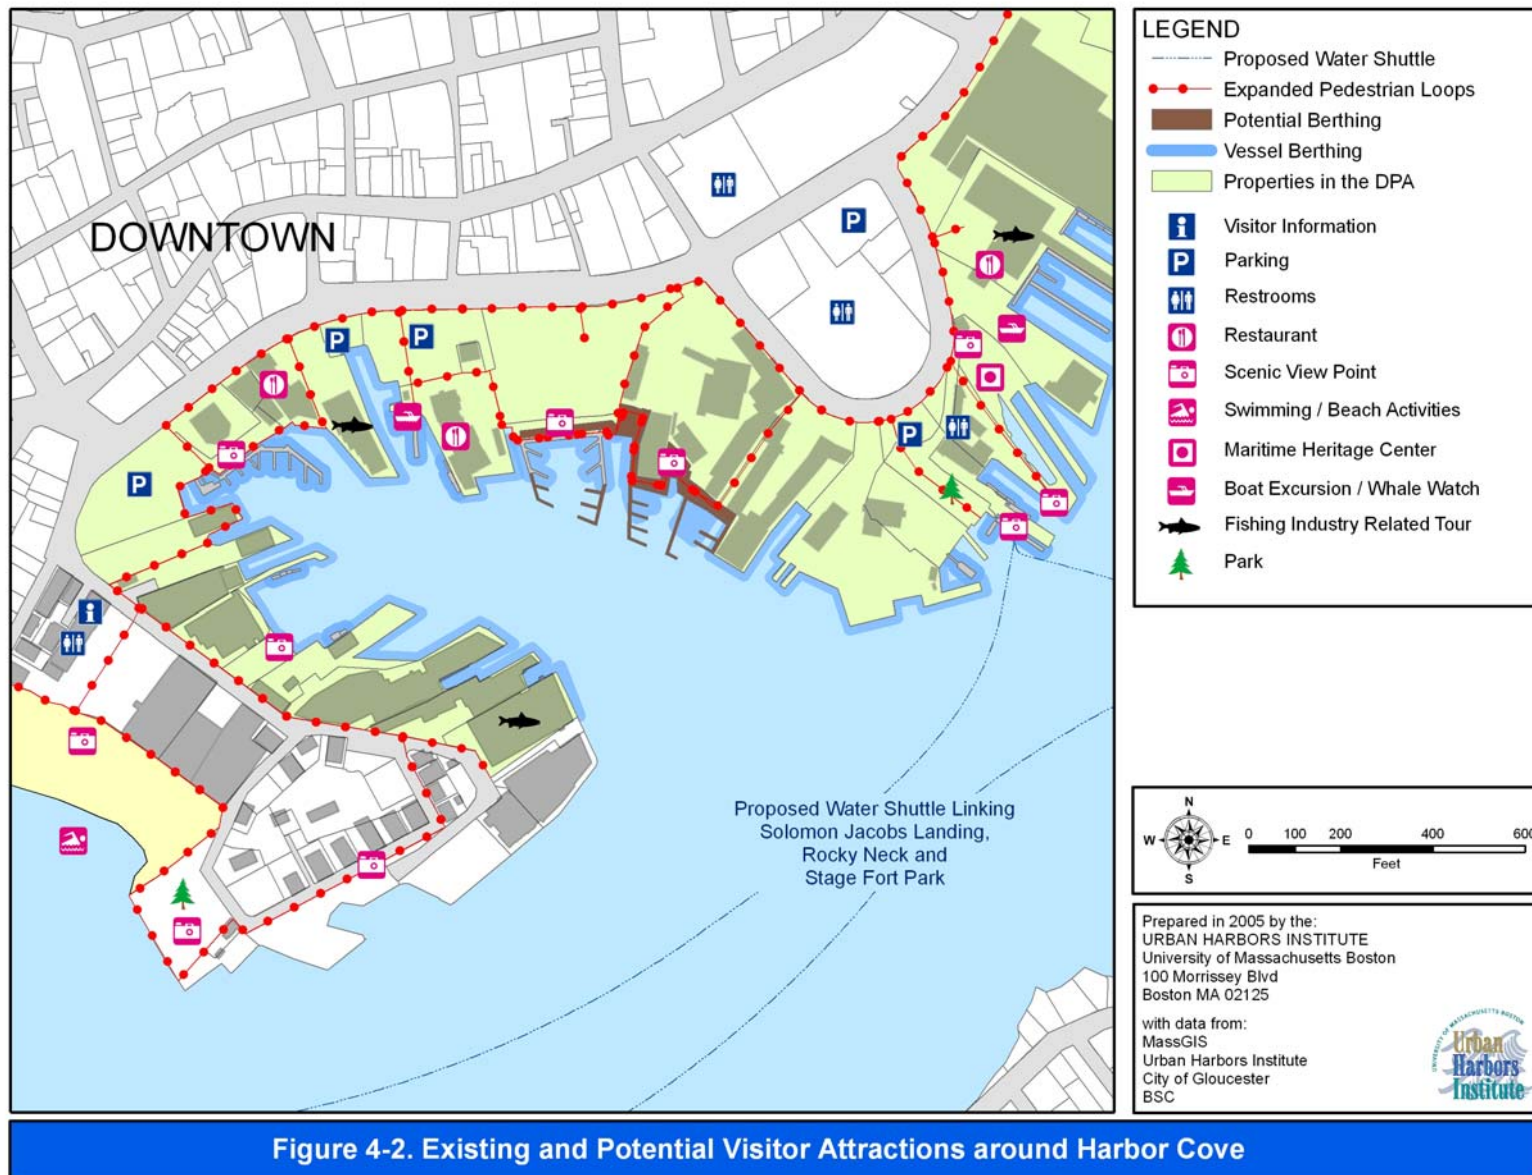 DOWNTOWN
P
P
P
P
P
i
Proposed Water Shuttle Linking
Solomon Jacobs Landing,
Rocky Neck and
Stage Fort Park
LEGEND
Proposed Water Shuttle
Expanded Pedestrian Loops
Potential Berthing
Vessel Berthing
Properties in the DPA
i Visitor Information
P Parking
Restrooms
Restaurant
Scenic View Point
Swimming / Beach Activities
Maritime Heritage Center
Boat Excursion / Whale Watch
Fishing Industry Related Tour
Park
N
W E
S
0 100 200 400 600
Feet
Prepared in 2005 by the:
URBAN HARBORS INSTITUTE
University of Massachusetts Boston
100 Morrissey Blvd
Boston MA 02125
with data from:
MassGIS
Urban Harbors Institute
City of Gloucester
BSC
UNIVERSITY OF MASSACHUSETTS BOSTON
Urban
Harbors
Institute
Figure 4-2. Existing and Potential Visitor Attractions around Harbor Cove